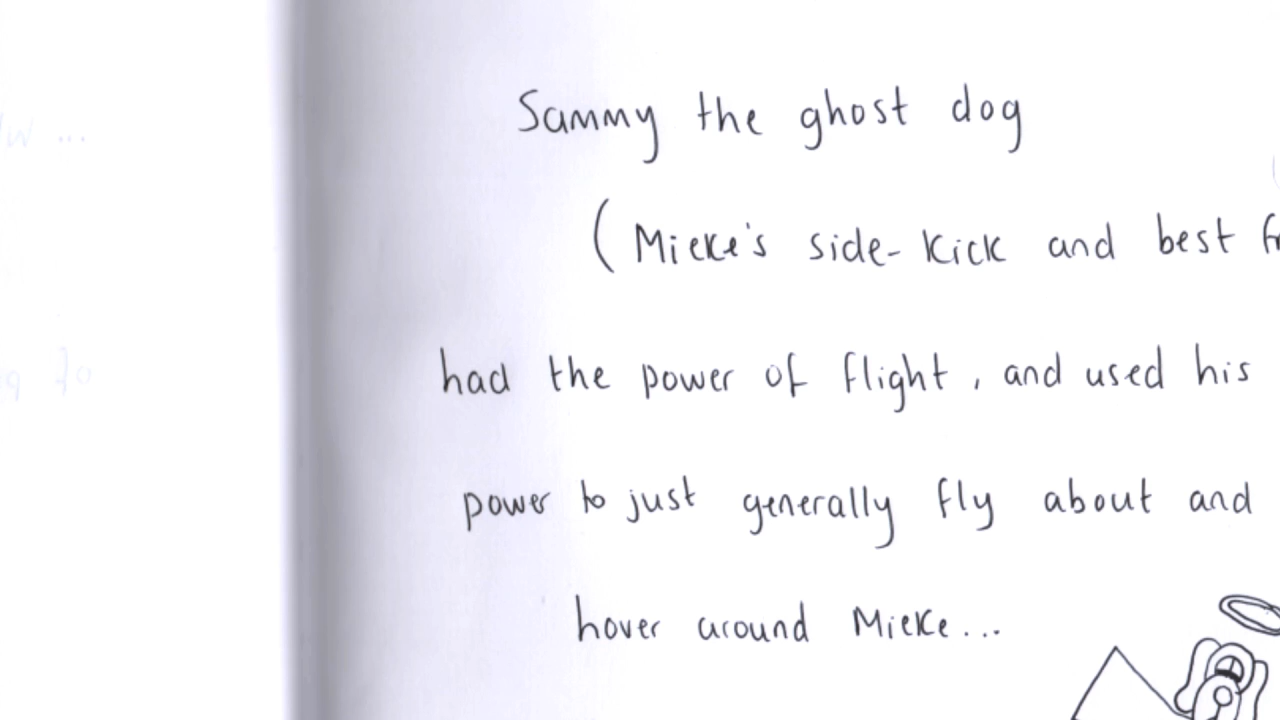 Sammy the ghost dog
(Mieke's side-kick and best
had the power of flight, and used his
power to just generally fly about and
hover around Mieke...